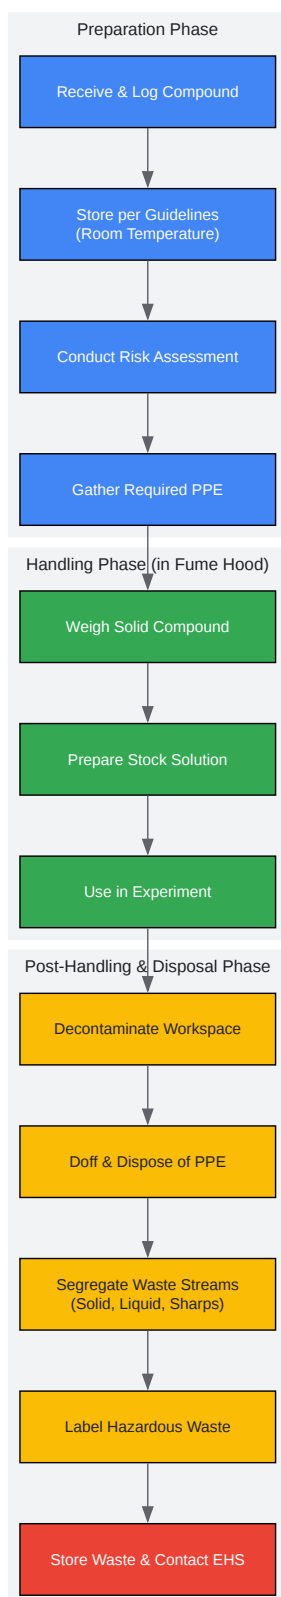 Preparation Phase
Receive & Log Compound
Store per Guidelines
(Room Temperature)
Conduct Risk Assessment
Gather Required PPE
Handling Phase (in Fume Hood)
Weigh Solid Compound
Prepare Stock Solution
Use in Experiment
Post-Handling & Disposal Phase
Decontaminate Workspace
Doff & Dispose of PPE
Segregate Waste Streams
(Solid, Liquid, Sharps)
Label Hazardous Waste
Store Waste & Contact EHS